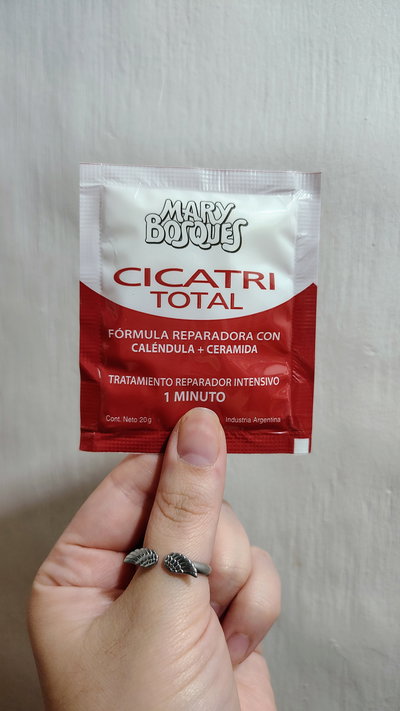 MARY
BOSQUES
CICATRI
TOTAL
FÓRMULA REPARADORA CON
CALÉNDULA + CERAMIDA
TRATAMIENTO REPARADOR INTENSIVO
1 MINUTO
Cont. Neto 20g Industria Argentina